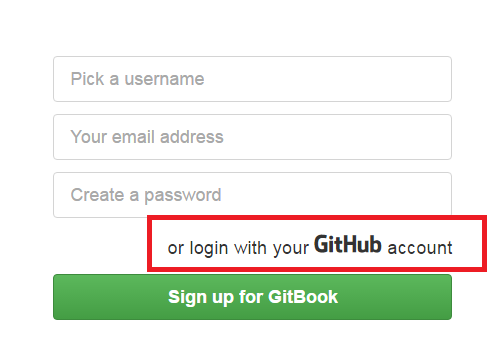 Pick a username
Your email address
Create a password
or login with your GitHub account
Sign up for GitBook